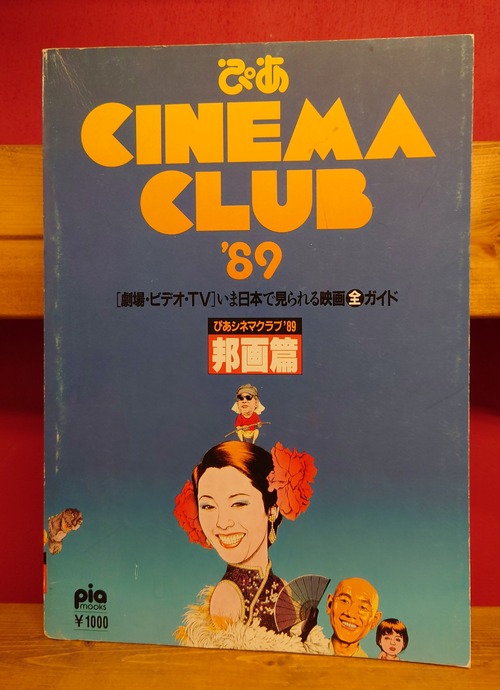 ぴあ
CINEMA
CLUB
'89
[劇場・ビデオ・TV]いま日本で見られる映画全ガイド
ぴあシネマクラブ'89
邦画篇
pia
mooks
¥1000